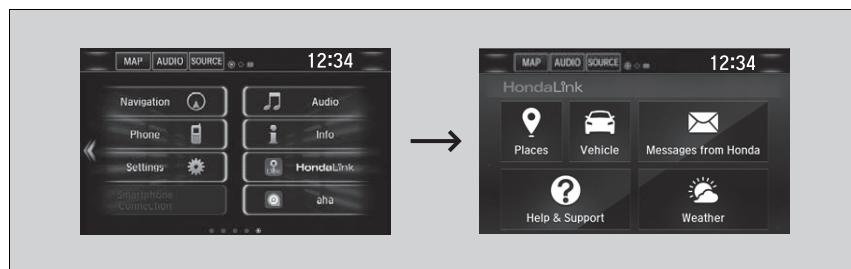 MAP AUDIO SOURCE 12:34
Navigation Audio
Phone Info
Settings HondaLink
Smartphone
Connection
aha
MAP AUDIO SOURCE 12:34
HondaLink
Places Vehicle Messages from Honda
Help & Support Weather